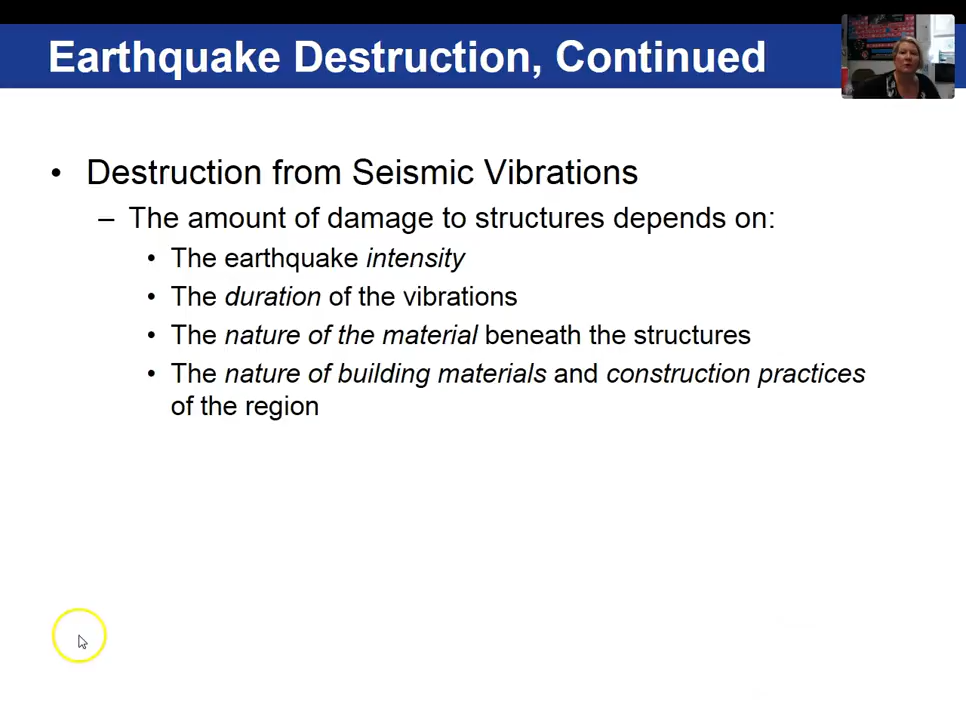 Earthquake Destruction, Continued
• Destruction from Seismic Vibrations
– The amount of damage to structures depends on:
• The earthquake intensity
• The duration of the vibrations
• The nature of the material beneath the structures
• The nature of building materials and construction practices
of the region